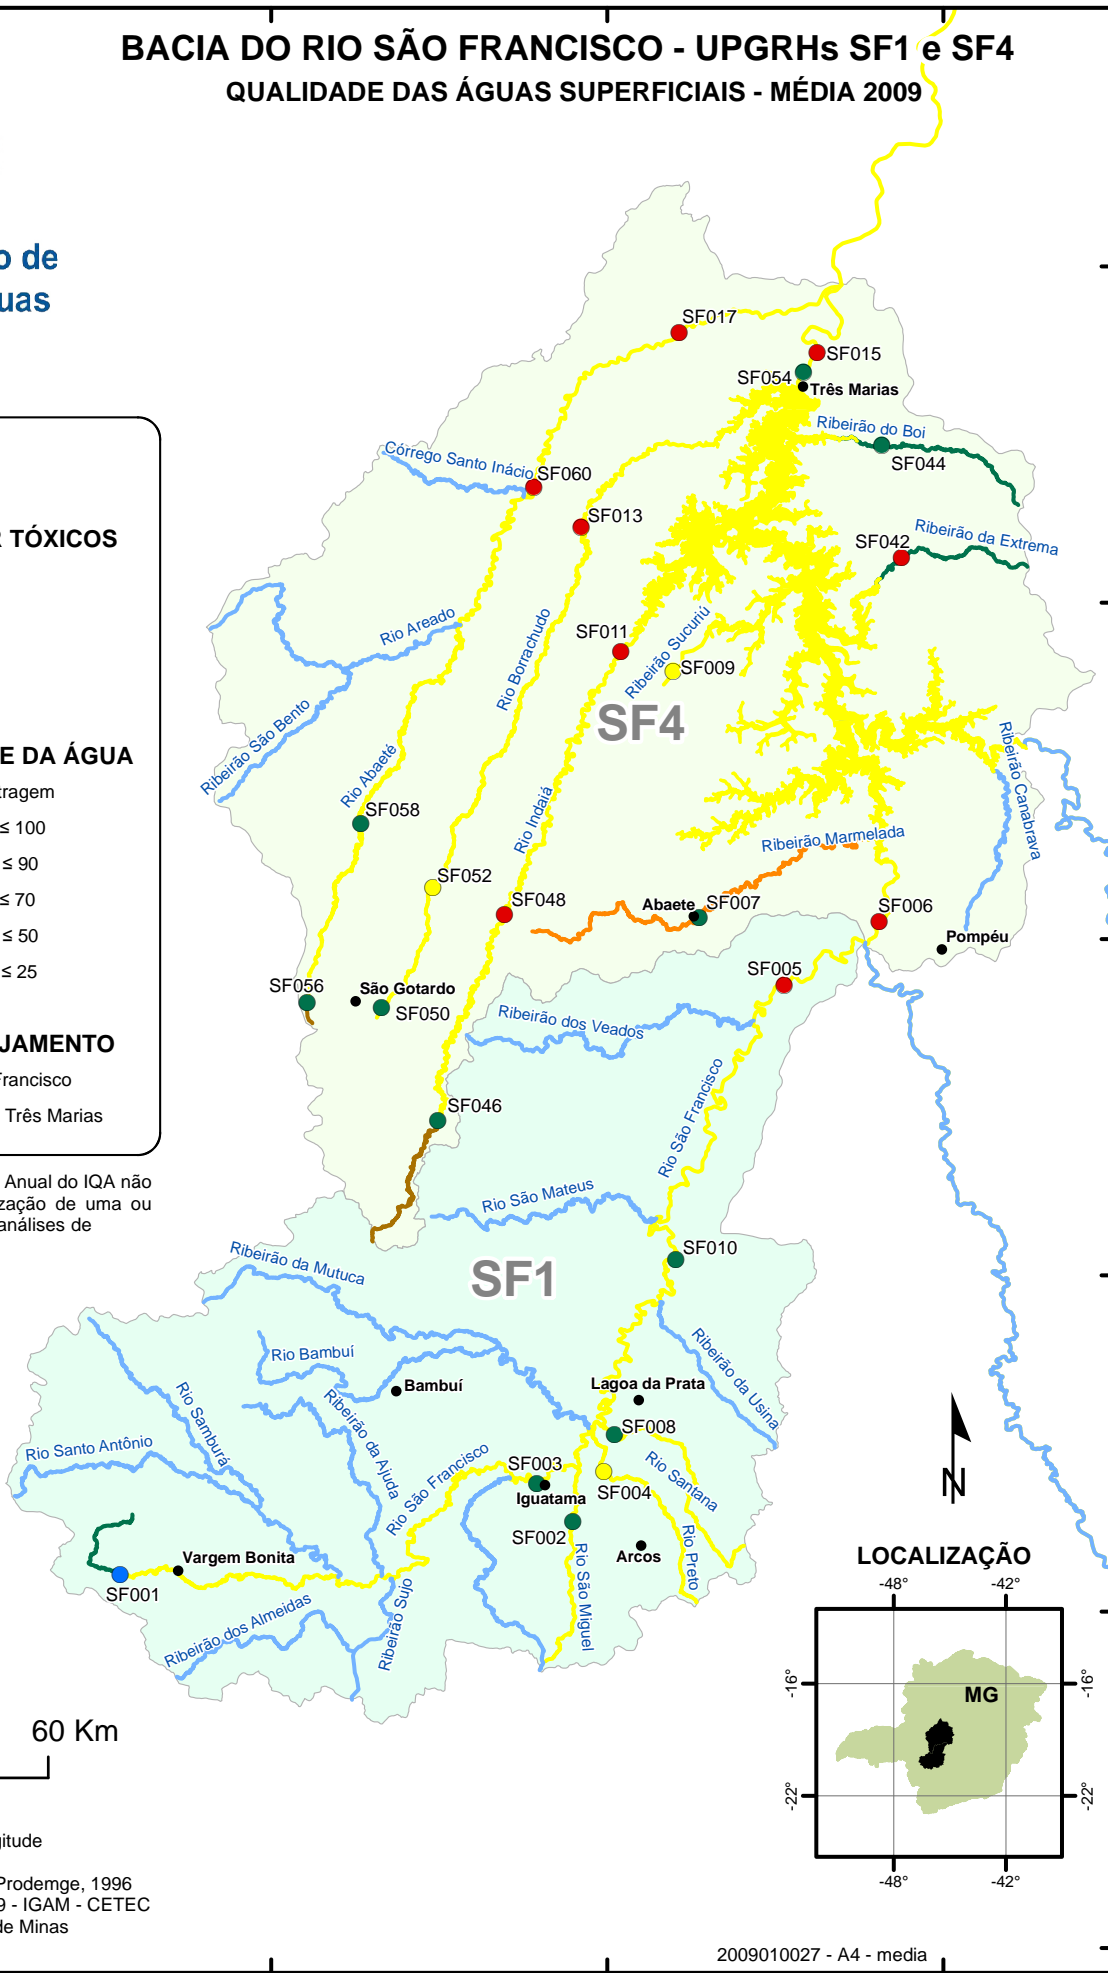 BACIA DO RIO SÃO FRANCISCO - UPGRHs SF1 e SF4
QUALIDADE DAS ÁGUAS SUPERFICIAIS - MÉDIA 2009
o de
uas
TÓXICOS
E DA ÁGUA
ragem
≤ 100
≤ 90
≤ 70
≤ 50
≤ 25
JAMENTO
Francisco
Três Marias
Anual do IQA não
ização de uma ou
análises de
SF017
SF015
SF054
Três Marias
Ribeirão do Boi
SF044
Córrego Santo Inácio
SF060
SF013
Ribeirão da Extrema
SF042
Rio Areado
Rio Borrachudo
SF011
Ribeirão Sucuriú
SF009
SF4
Ribeirão São Bento
Rio Abaeté
Ribeirão Canabrava
Rio Indaiá
SF058
Ribeirão Marmelada
SF052
SF048
Abaete
SF007
SF006
Pompéu
SF005
SF056
São Gotardo
SF050
Ribeirão dos Veados
SF046
Rio São Francisco
Rio São Mateus
SF010
Ribeirão da Mutuca
SF1
Rio Bambuí
Bambuí
Ribeirão da Usina
Lagoa da Prata
Rio Samburá
Ribeirão da Ajuda
SF008
Rio Santo Antônio
Rio São Francisco
SF003
Iguatama
SF004
Rio Santana
SF002
Arcos
Rio Preto
Rio São Miguel
Vargem Bonita
SF001
Ribeirão dos Almeidas
Ribeirão Sujo
N
LOCALIZAÇÃO
-48° -42°
-16° MG -16°
-22° -22°
-48° -42°
60 Km
gitude
Prodemge, 1996
9 - IGAM - CETEC
de Minas
2009010027 - A4 - media